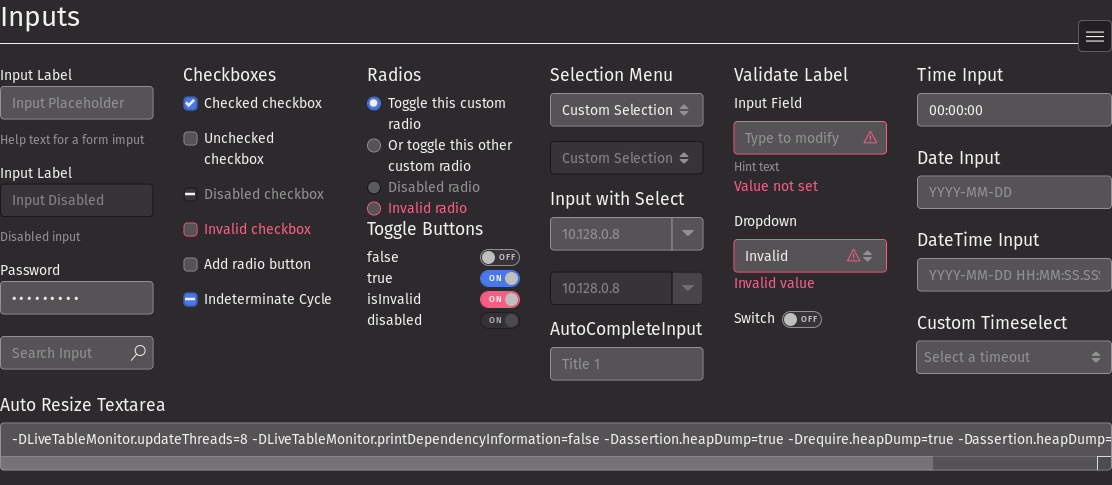 Inputs
Input Label
Input Placeholder
Help text for a form imput
Input Label
Input Disabled
Disabled input
Password
Search Input
Checkboxes
Checked checkbox
Unchecked
checkbox
Disabled checkbox
Invalid checkbox
Add radio button
Indeterminate Cycle
Radios
Toggle this custom
radio
Or toggle this other
custom radio
Disabled radio
Invalid radio
Toggle Buttons
false OFF
true ON
isInvalid ON
disabled ON
Selection Menu
Custom Selection
Custom Selection
Input with Select
10.128.0.8
10.128.0.8
AutoCompleteInput
Title 1
Validate Label
Input Field
Type to modify
Hint text
Value not set
Dropdown
Invalid
Invalid value
Switch OFF
Time Input
00:00:00
Date Input
YYYY-MM-DD
DateTime Input
YYYY-MM-DD HH:MM:SS.SS
Custom Timeselect
Select a timeout
Auto Resize Textarea
-DLiveTableMonitor.updateThreads=8 -DLiveTableMonitor.printDependencyInformation=false -Dassertion.heapDump=true -Drequire.heapDump=true -Dassertion.heapDump=